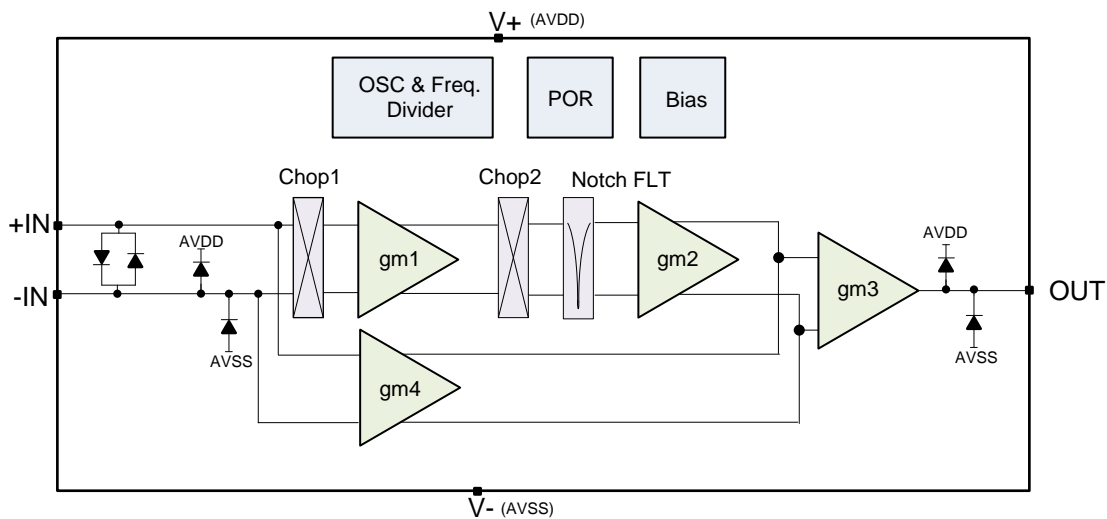 V+ (AVDD)
OSC & Freq.
Divider
POR
Bias
Chop1
Chop2
Notch FLT
+IN
AVDD
gm1
gm2
AVDD
-IN
gm3
OUT
AVSS
AVSS
gm4
V- (AVSS)